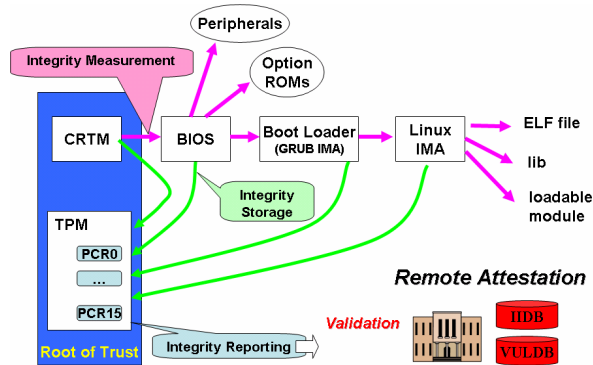 Peripherals
Integrity Measurement
Option
ROMs
CRTM
BIOS
Boot Loader
(GRUB IMA)
Linux
IMA
ELF file
lib
loadable
module
Integrity
Storage
TPM
PCR0
...
PCR15
Remote Attestation
Validation
IIDB
VULDB
Integrity Reporting
Root of Trust